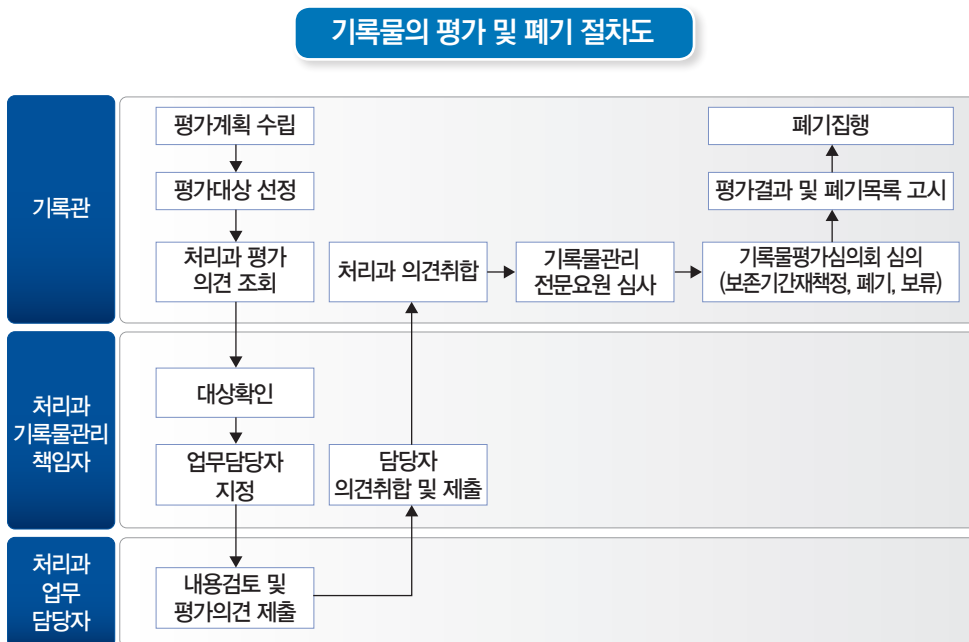 기록물의 평가 및 폐기 절차도
기록관
평가계획 수립
평가대상 선정
처리과 평가
의견 조회
처리과 의견취합
기록물관리
전문요원 심사
기록물평가심의회 심의
(보존기간재책정, 폐기, 보류)
평가결과 및 폐기목록 고시
폐기집행
처리과
기록물관리
책임자
대상확인
업무담당자
지정
담당자
의견취합 및 제출
처리과
업무
담당자
내용검토 및
평가의견 제출